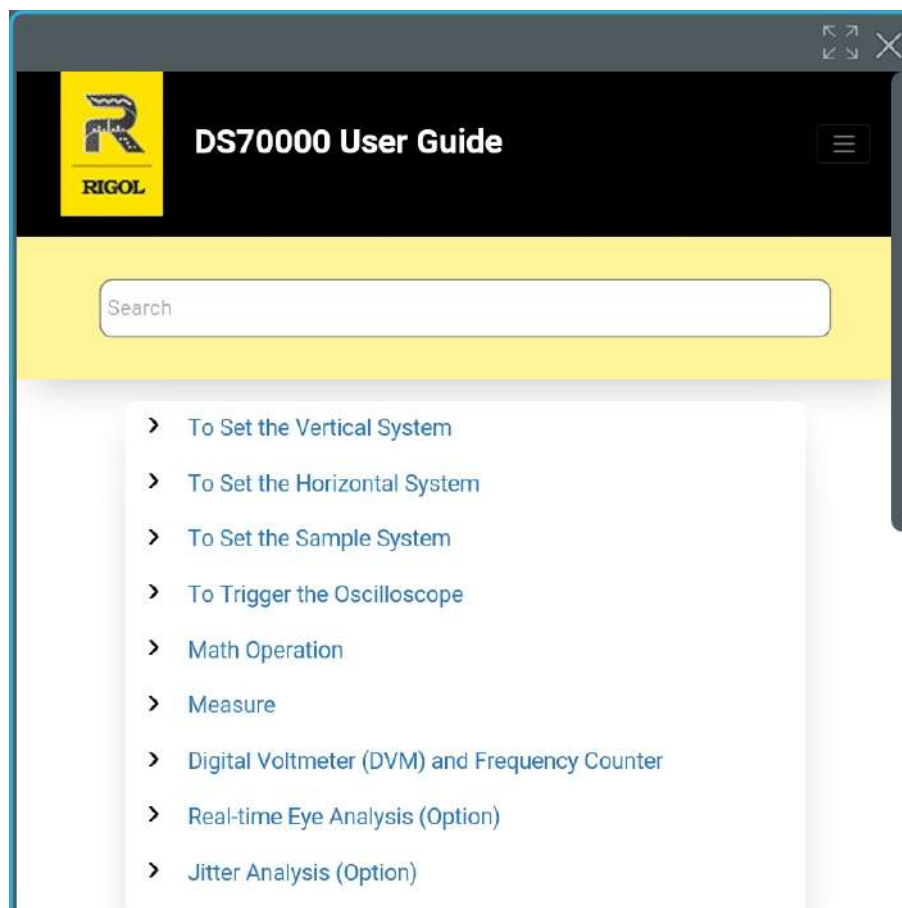 DS70000 User Guide
RIGOL
Search
To Set the Vertical System
To Set the Horizontal System
To Set the Sample System
To Trigger the Oscilloscope
Math Operation
Measure
Digital Voltmeter (DVM) and Frequency Counter
Real-time Eye Analysis (Option)
Jitter Analysis (Option)